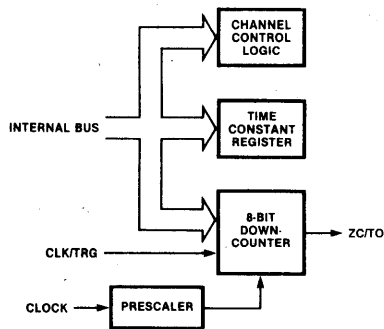 CHANNEL
CONTROL
LOGIC
INTERNAL BUS
TIME
CONSTANT
REGISTER
8-BIT
DOWN-
COUNTER
ZC/TO
CLK/TRG
CLOCK
PRESCALER